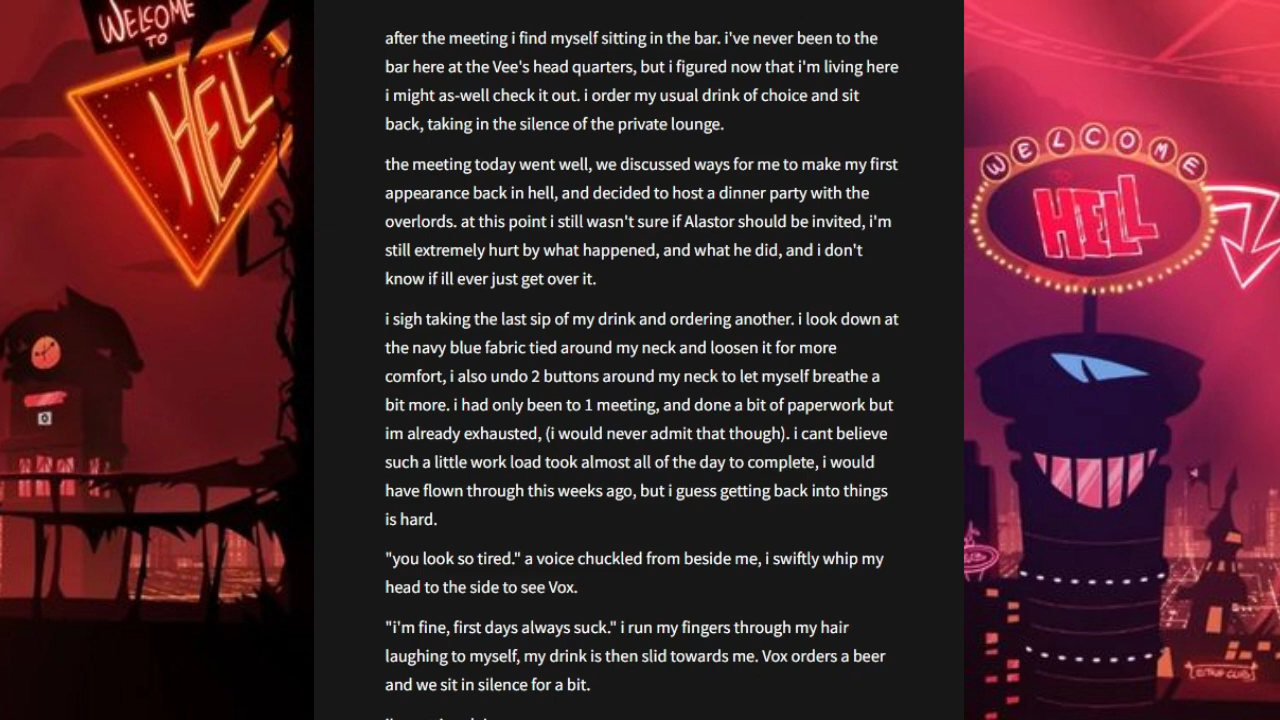 WELCOME
TO
HELL
after the meeting i find myself sitting in the bar. i've never been to the
bar here at the Vee's head quarters, but i figured now that i'm living here
i might as-well check it out. i order my usual drink of choice and sit
back, taking in the silence of the private lounge.
the meeting today went well, we discussed ways for me to make my first
appearance back in hell, and decided to host a dinner party with the
overlords. at this point i still wasn't sure if Alastor should be invited, i'm
still extremely hurt by what happened, and what he did, and i don't
know if ill ever just get over it.
i sigh taking the last sip of my drink and ordering another. i look down at
the navy blue fabric tied around my neck and loosen it for more
comfort, i also undo 2 buttons around my neck to let myself breathe a
bit more. i had only been to 1 meeting, and done a bit of paperwork but
im already exhausted, (i would never admit that though). i cant believe
such a little work load took almost all of the day to complete, i would
have flown through this weeks ago, but i guess getting back into things
is hard.
"you look so tired." a voice chuckled from beside me, i swiftly whip my
head to the side to see Vox.
"i'm fine, first days always suck." i run my fingers through my hair
laughing to myself, my drink is then slid towards me. Vox orders a beer
and we sit in silence for a bit.
WELCOME
HELL